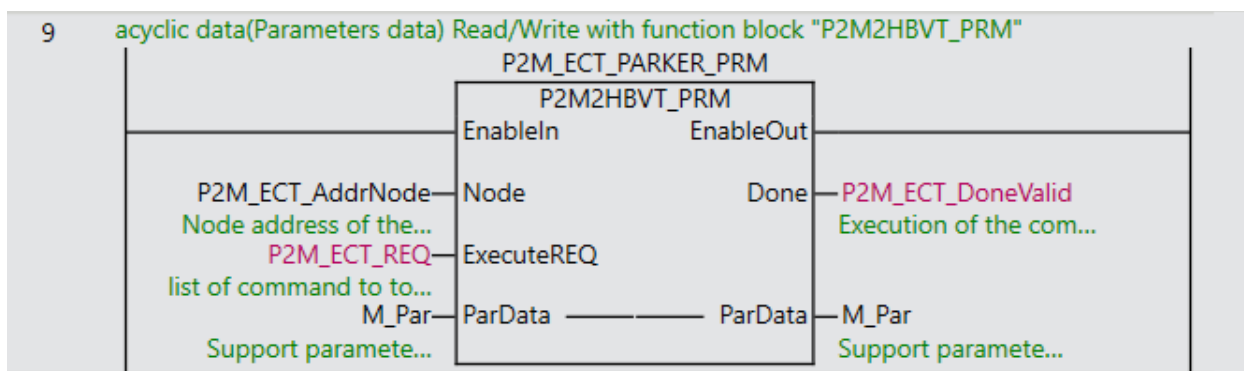 9 acyclic data(Parameters data) Read/Write with function block "P2M2HBVT_PRM"
P2M_ECT_PARKER_PRM
P2M2HBVT_PRM
EnableIn EnableOut
P2M_ECT_AddrNode Node Done P2M_ECT_DoneValid
Node address of the... Execution of the com...
P2M_ECT_REQ ExecuteREQ
list of command to to...
M_Par ParData ParData M_Par
Support paramete... Support paramete...